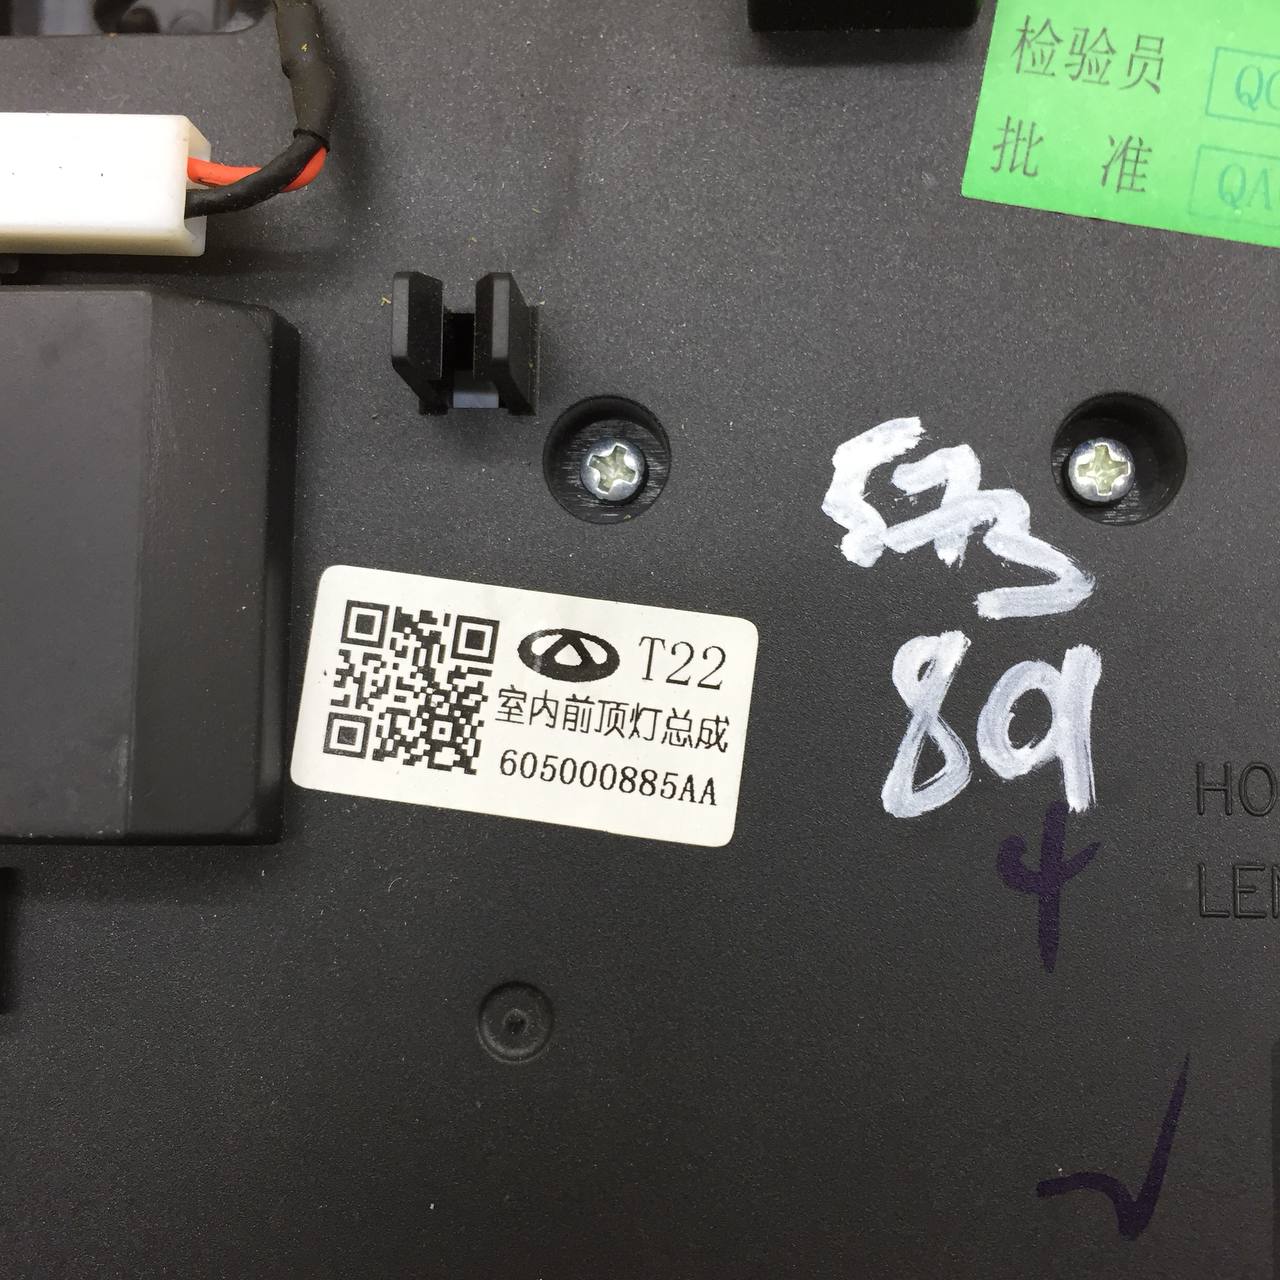 检验员 QC
批 准 QA
T22
室内前顶灯总成
605000885AA
89
4
HO
LEN